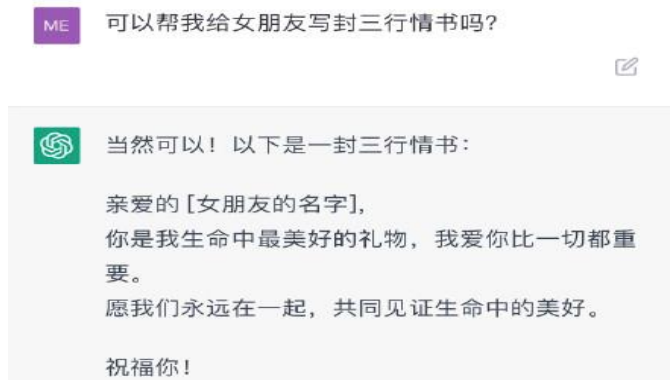 ME
可以帮我给女朋友写封三行情书吗？
当然可以！以下是一封三行情书：
亲爱的 [女朋友的名字],
你是我生命中最美好的礼物，我爱你比一切都重
要。
愿我们永远在一起，共同见证生命中的美好。
祝福你！